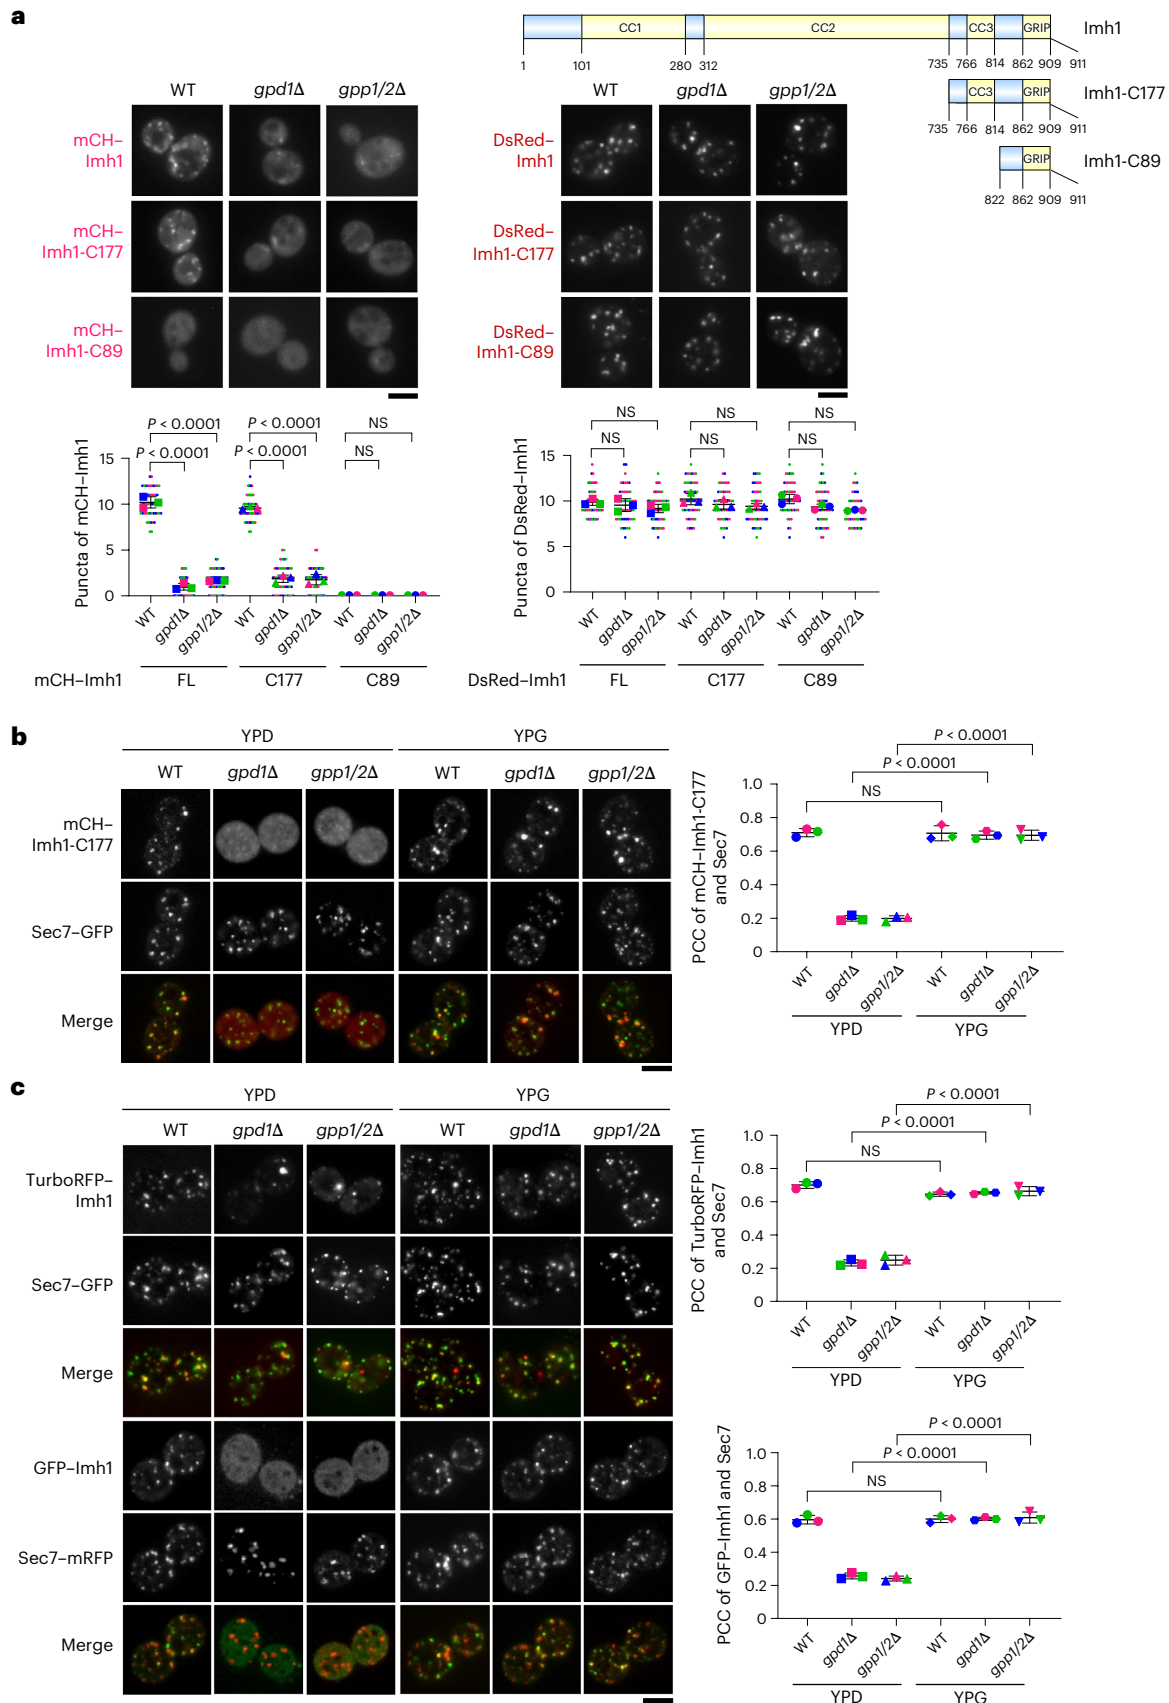 a
CC1 CC2 CC3 GRIP Imh1
1 101 280 312 735 766 814 862 909 911
CC3 GRIP Imh1-C177
735 766 814 862 909 911
GRIP Imh1-C89
822 862 909 911
WT gpd1Δ gpp1/2Δ
mCH–
Imh1
mCH–
Imh1-C177
mCH–
Imh1-C89
WT gpd1Δ gpp1/2Δ
DsRed–
Imh1
DsRed–
Imh1-C177
DsRed–
Imh1-C89
Puncta of mCH–Imh1
15
10
5
0
P < 0.0001 P < 0.0001 NS
P < 0.0001 P < 0.0001 NS
WT gpd1Δ gpp1/2Δ WT gpd1Δ gpp1/2Δ WT gpd1Δ gpp1/2Δ
mCH–Imh1 FL C177 C89
Puncta of DsRed–Imh1
15
10
5
0
NS NS NS
NS NS NS
WT gpd1Δ gpp1/2Δ WT gpd1Δ gpp1/2Δ WT gpd1Δ gpp1/2Δ
DsRed–Imh1 FL C177 C89
b
YPD YPG
WT gpd1Δ gpp1/2Δ WT gpd1Δ gpp1/2Δ
mCH–
Imh1-C177
Sec7–GFP
Merge
PCC of mCH–Imh1-C177
and Sec7
1.0
0.8
0.6
0.4
0.2
0
P < 0.0001
P < 0.0001
NS
WT gpd1Δ gpp1/2Δ WT gpd1Δ gpp1/2Δ
YPD YPG
c
YPD YPG
WT gpd1Δ gpp1/2Δ WT gpd1Δ gpp1/2Δ
TurboRFP–
Imh1
Sec7–GFP
Merge
GFP–Imh1
Sec7–mRFP
Merge
PCC of TurboRFP–Imh1
and Sec7
1.0
0.8
0.6
0.4
0.2
0
P < 0.0001
P < 0.0001
NS
WT gpd1Δ gpp1/2Δ WT gpd1Δ gpp1/2Δ
YPD YPG
PCC of GFP–Imh1 and Sec7
1.0
0.8
0.6
0.4
0.2
0
P < 0.0001
P < 0.0001
NS
WT gpd1Δ gpp1/2Δ WT gpd1Δ gpp1/2Δ
YPD YPG